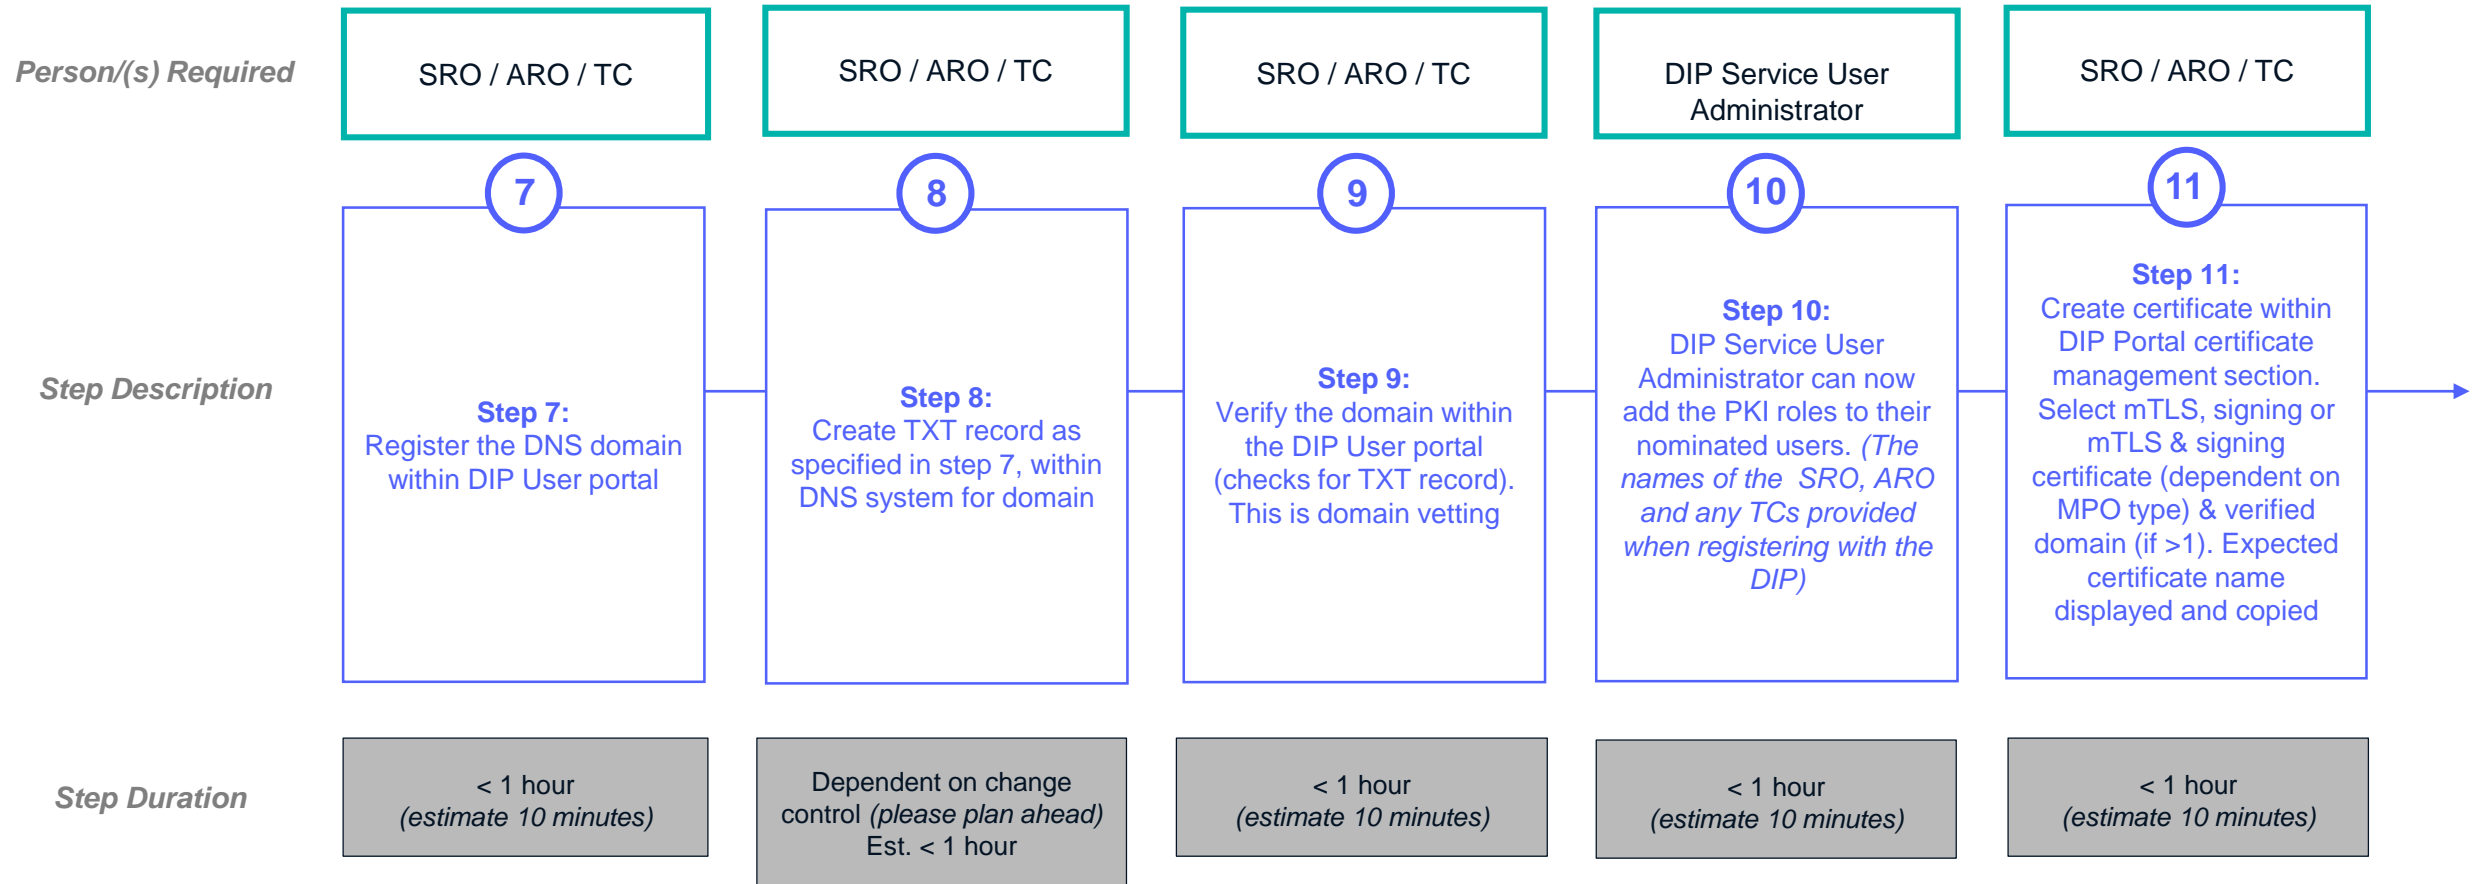 Person/(s) Required
SRO / ARO / TC
SRO / ARO / TC
SRO / ARO / TC
DIP Service User
Administrator
SRO / ARO / TC
7
8
9
10
11
Step Description
Step 7:
Register the DNS domain
within DIP User portal
Step 8:
Create TXT record as
specified in step 7, within
DNS system for domain
Step 9:
Verify the domain within
the DIP User portal
(checks for TXT record).
This is domain vetting
Step 10:
DIP Service User
Administrator can now
add the PKI roles to their
nominated users. (The
names of the  SRO, ARO
and any TCs provided
when registering with the
DIP)
Step 11:
Create certificate within
DIP Portal certificate
management section.
Select mTLS, signing or
mTLS & signing
certificate (dependent on
MPO type) & verified
domain (if >1). Expected
certificate name
displayed and copied
Step Duration
< 1 hour
(estimate 10 minutes)
Dependent on change
control (please plan ahead)
Est. < 1 hour
< 1 hour
(estimate 10 minutes)
< 1 hour
(estimate 10 minutes)
< 1 hour
(estimate 10 minutes)